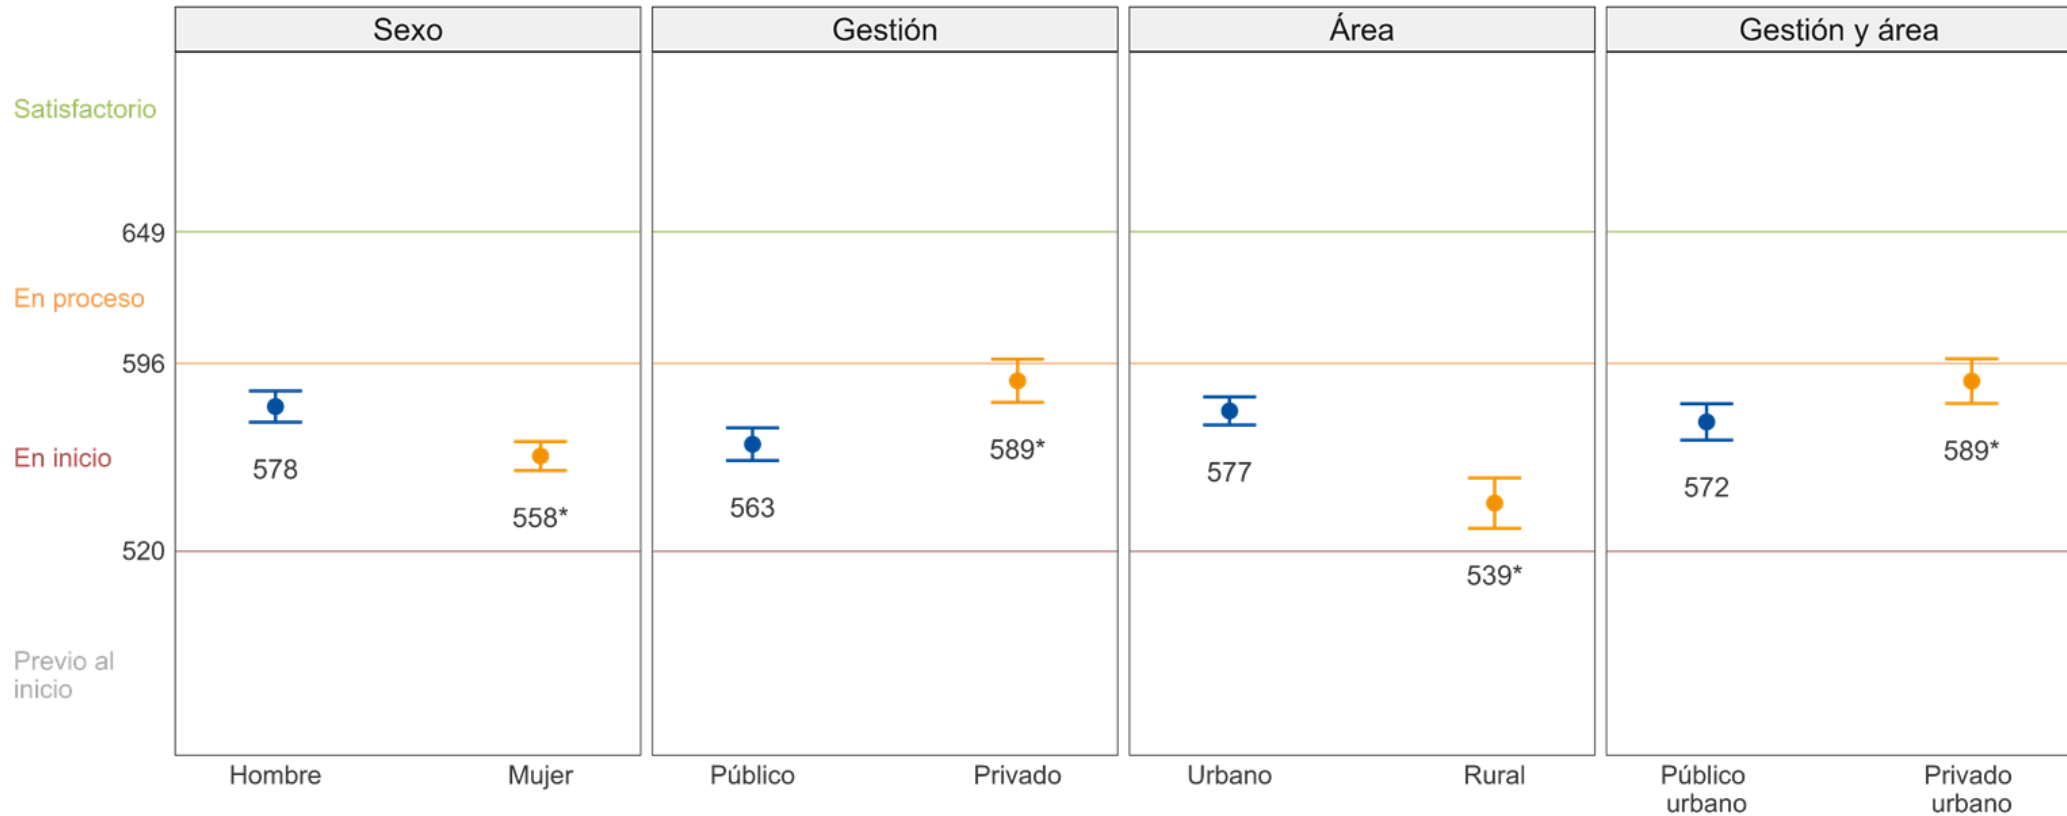 Sexo
Gestión
Área
Gestión y área
Satisfactorio
649
En proceso
596
En inicio
520
Previo al
inicio
578
558*
563
589*
577
539*
572
589*
Hombre
Mujer
Público
Privado
Urbano
Rural
Público
urbano
Privado
urbano